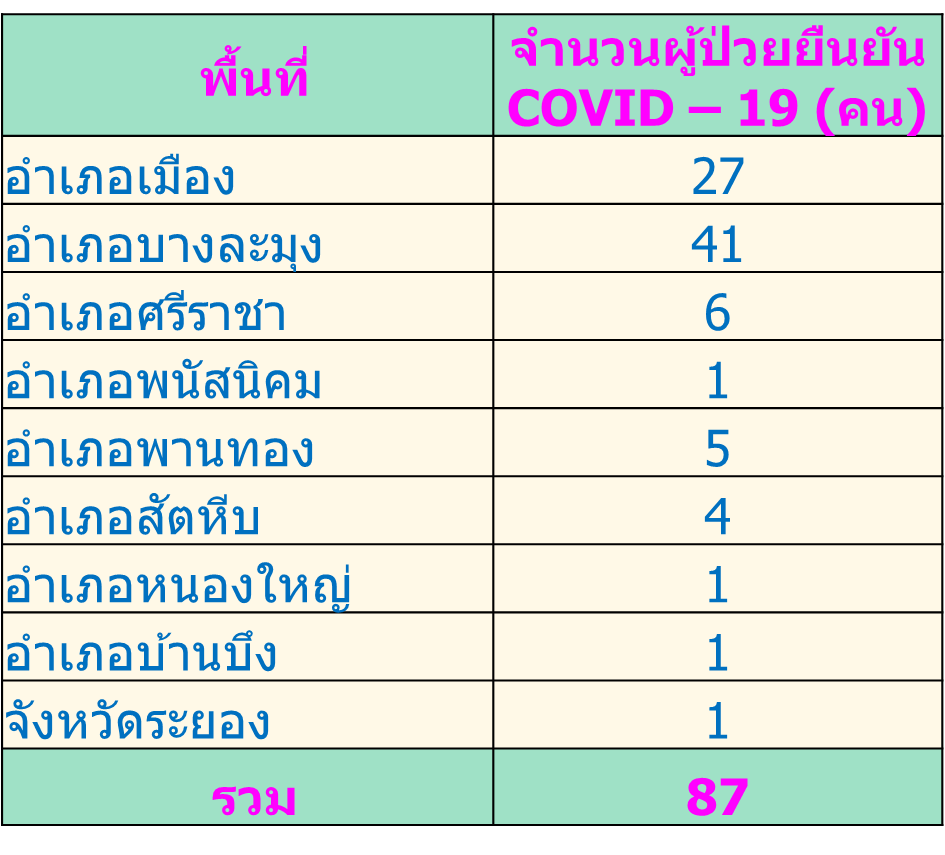 พื้นที่
จำนวนผู้ป่วยยืนยัน
COVID – 19 (คน)
อำเภอเมือง 27
อำเภอบางละมุง 41
อำเภอศรีราชา 6
อำเภอพนัสนิคม 1
อำเภอพานทอง 5
อำเภอสัตหีบ 4
อำเภอหนองใหญ่ 1
อำเภอบ้านบึง 1
จังหวัดระยอง 1
รวม 87